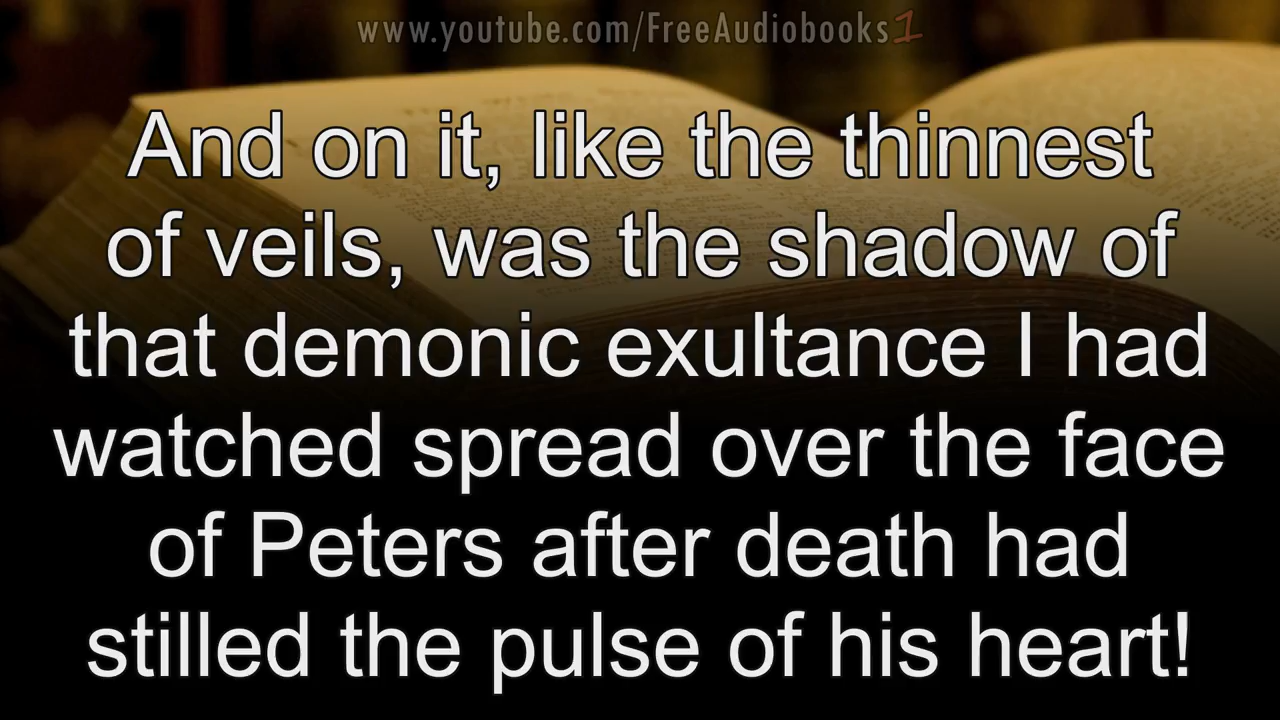 www.youtube.com/FreeAudiobooks1
And on it, like the thinnest
of veils, was the shadow of
that demonic exultance I had
watched spread over the face
of Peters after death had
stilled the pulse of his heart!